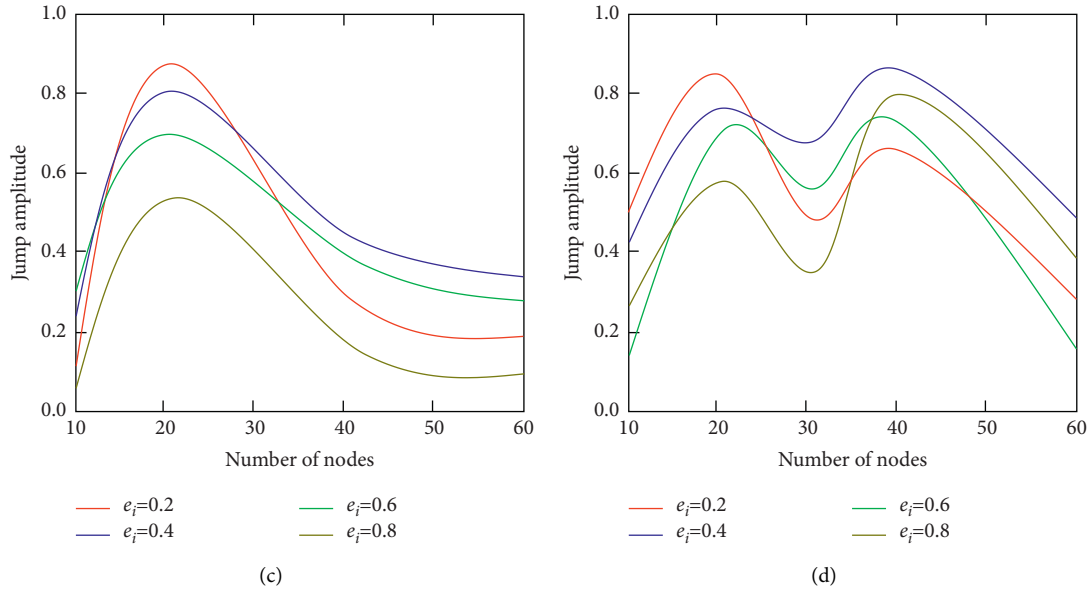 1.0
0.8
0.6
0.4
0.2
0.0
Jump amplitude
10 20 30 40 50 60
Number of nodes
e_i=0.2
e_i=0.4
e_i=0.6
e_i=0.8
(c)
1.0
0.8
0.6
0.4
0.2
0.0
Jump amplitude
10 20 30 40 50 60
Number of nodes
e_i=0.2
e_i=0.4
e_i=0.6
e_i=0.8
(d)